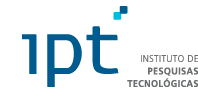 ipt
INSTITUTO DE
PESQUISAS
TECNOLÓGICAS